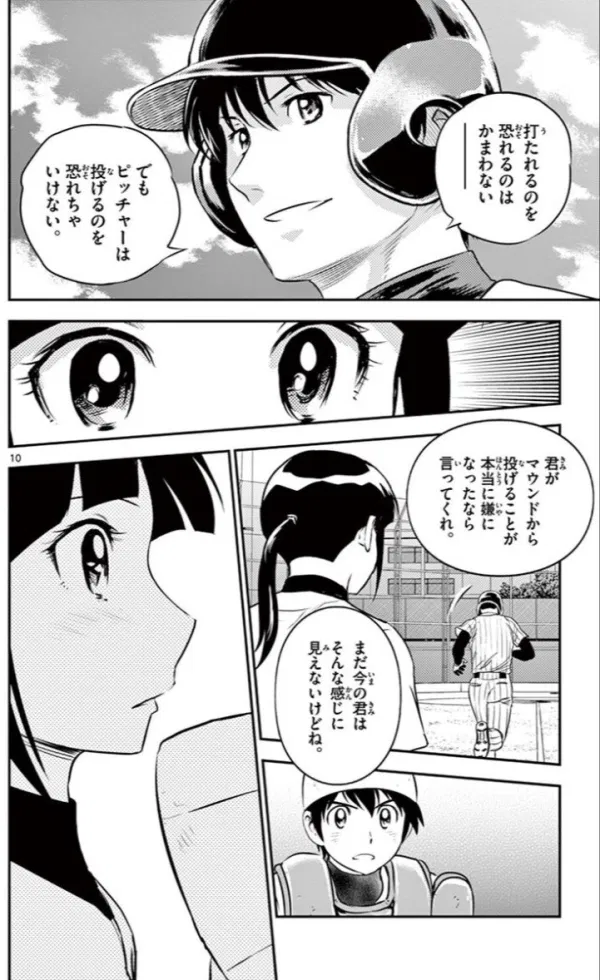 打たれるのを
恐れるのは
かまわない
――
でも
ピッチャーは
投げるのを
恐れちゃ
いけない。
10
君が
マウンドから
投げることが
本当に嫌に
なったなら
言ってくれ。
まだ今の君は
そんな感じに
見えないけどね。